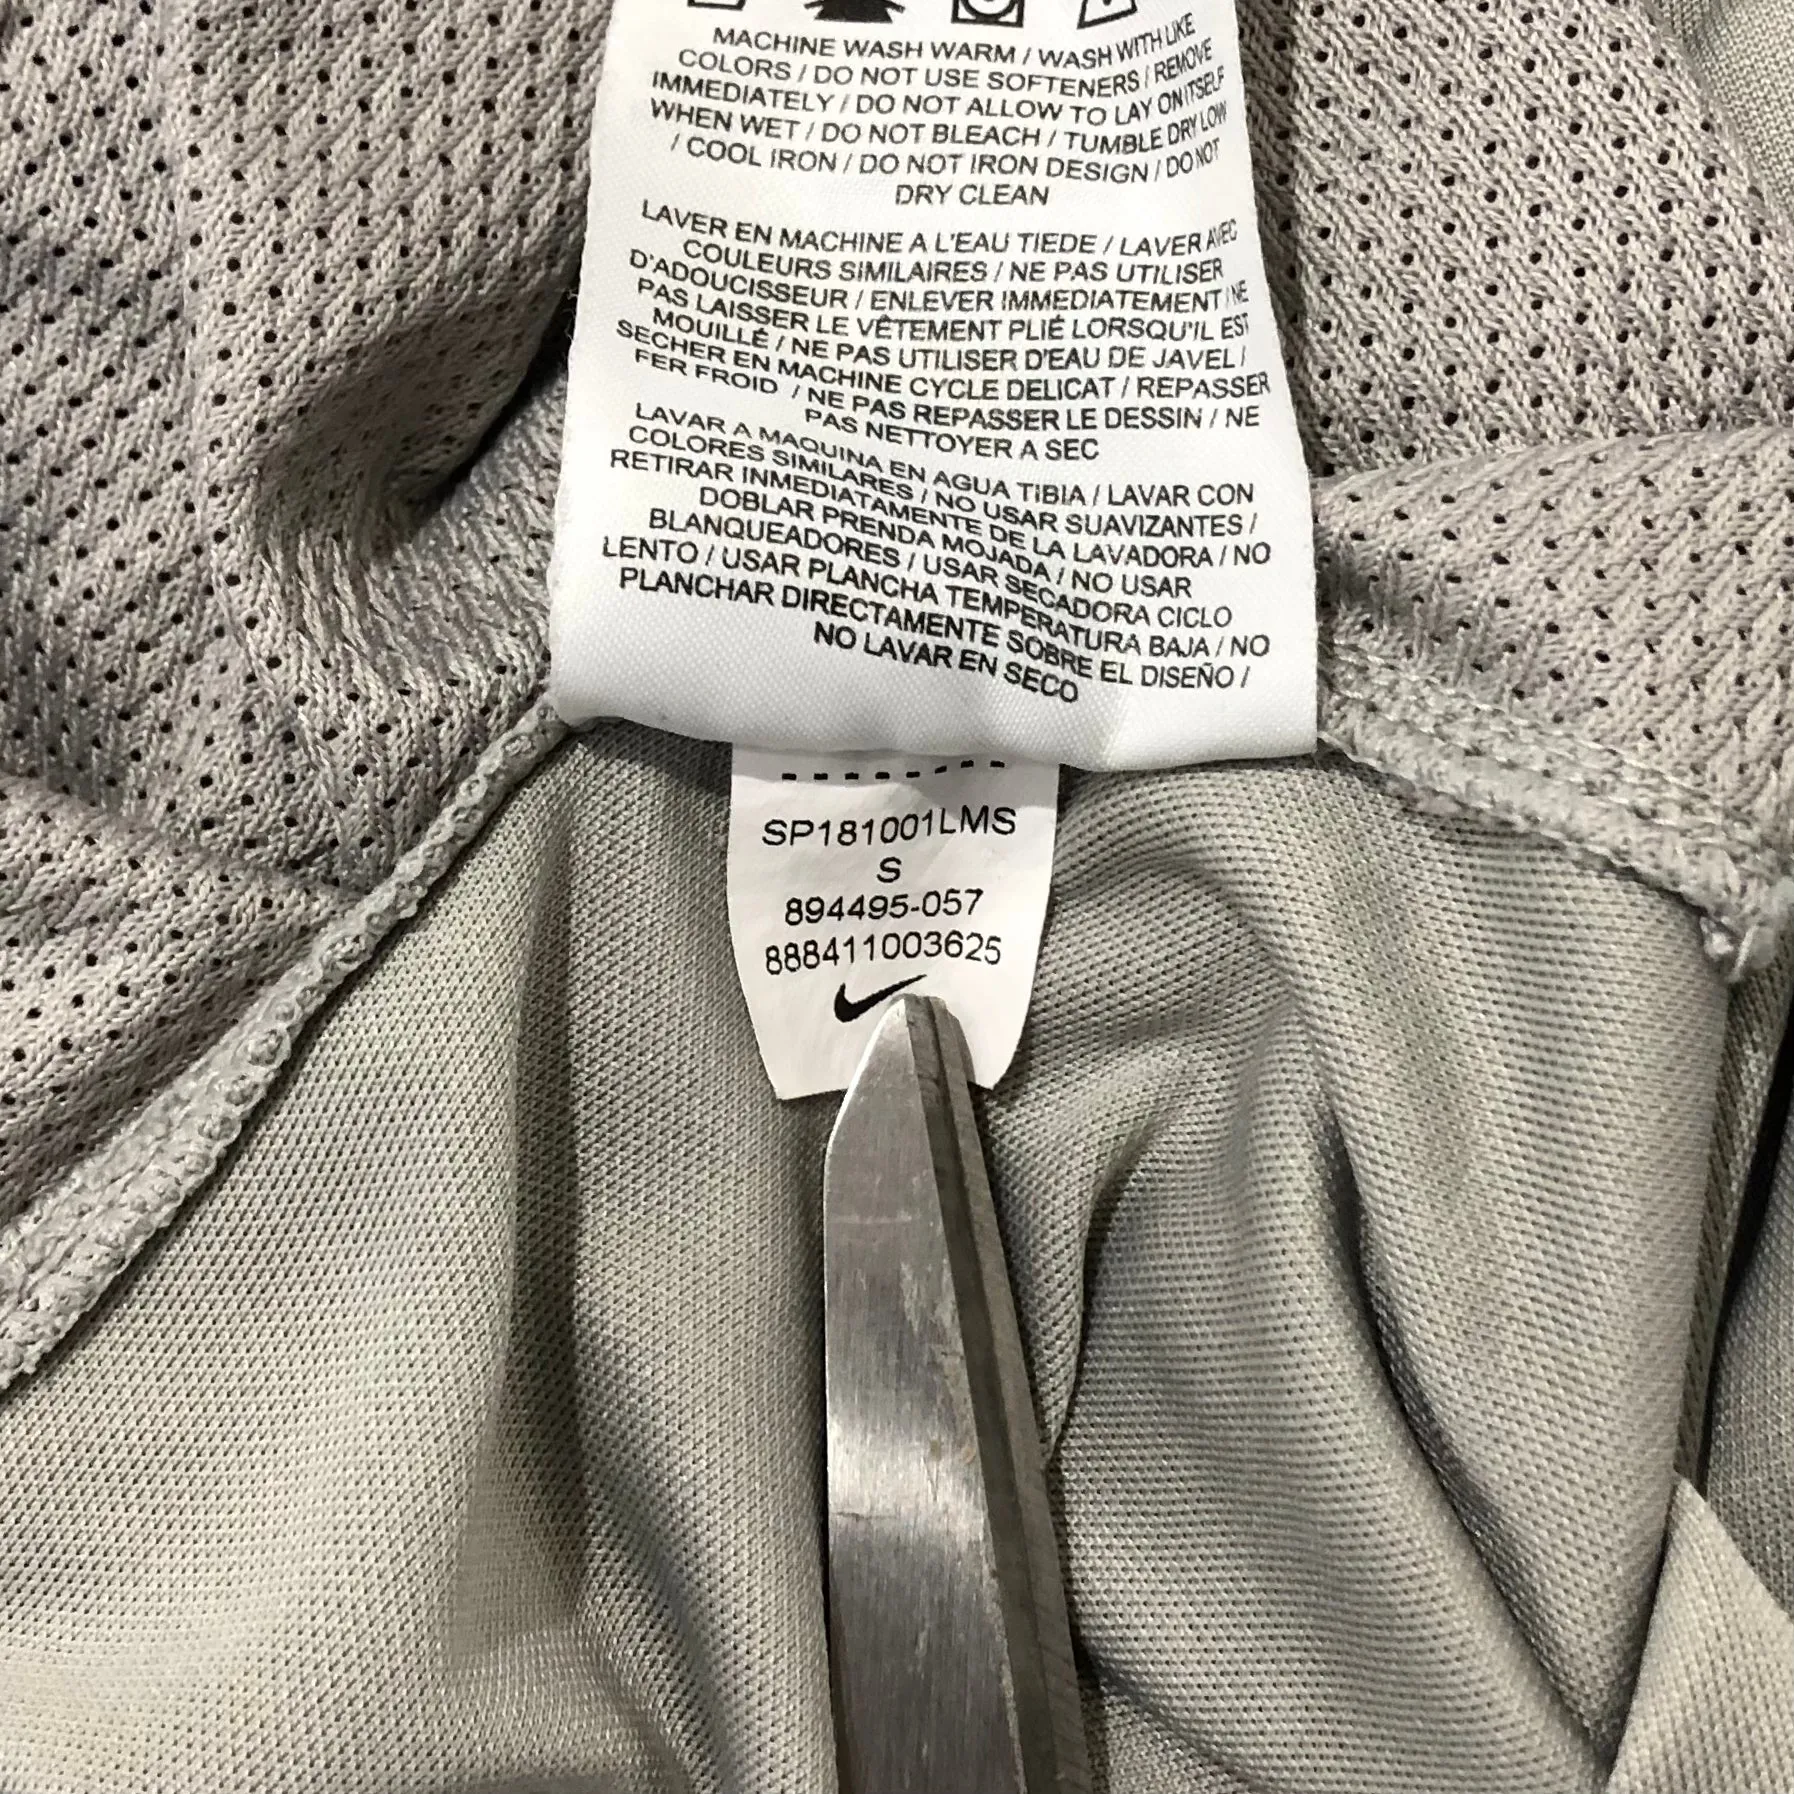 MACHINE WASH WARM / WASH WITH LIKE
COLORS / DO NOT USE SOFTENERS / REMOVE
IMMEDIATELY / DO NOT ALLOW TO LAY ON ITSELF
WHEN WET / DO NOT BLEACH / TUMBLE DRY LOW
/ COOL IRON / DO NOT IRON DESIGN / DO NOT
DRY CLEAN
LAVER EN MACHINE A L'EAU TIEDE / LAVER AVEC
COULEURS SIMILAIRES / NE PAS UTILISER
D'ADOUCISSEUR / ENLEVER IMMEDIATEMENT / NE
PAS LAISSER LE VÊTEMENT PLIÉ LORSQU'IL EST
MOUILLÉ / NE PAS UTILISER D'EAU DE JAVEL /
SECHER EN MACHINE CYCLE DELICAT / REPASSER
FER FROID / NE PAS REPASSER LE DESSIN / NE
PAS NETTOYER A SEC
LAVAR A MAQUINA EN AGUA TIBIA / LAVAR CON
COLORES SIMILARES / NO USAR SUAVIZANTES /
RETIRAR INMEDIATAMENTE DE LA LAVADORA / NO
DOBLAR PRENDA MOJADA / NO USAR
BLANQUEADORES / USAR SECADORA CICLO
LENTO / USAR PLANCHA TEMPERATURA BAJA / NO
PLANCHAR DIRECTAMENTE SOBRE EL DISEÑO /
NO LAVAR EN SECO
SP181001LMS
S
894495-057
888411003625